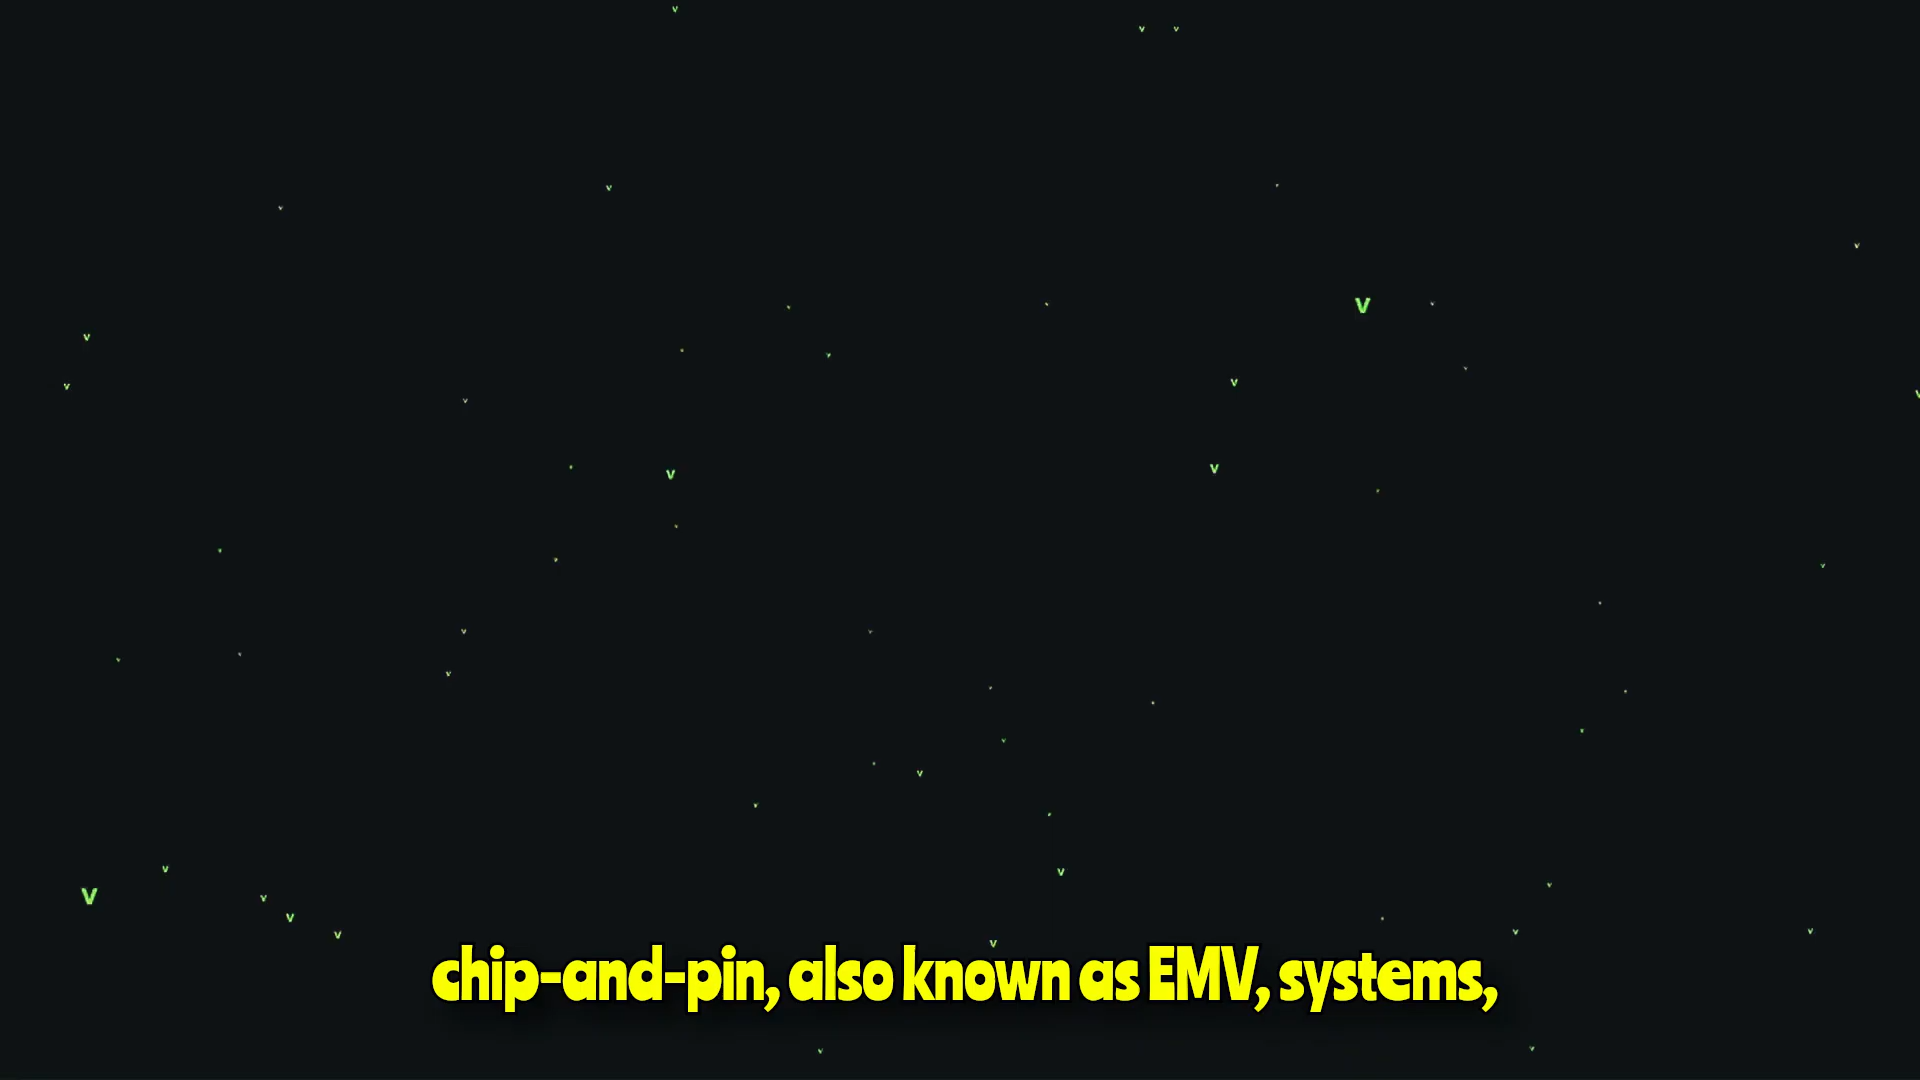 chip-and-pin, also known as EMV, systems,